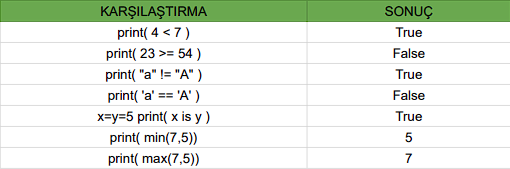 KARŞILAŞTIRMA SONUÇ
print( 4 < 7 ) True
print( 23 >= 54 ) False
print( "a" != "A" ) True
print( 'a' == 'A' ) False
x=y=5 print( x is y ) True
print( min(7,5)) 5
print( max(7,5)) 7